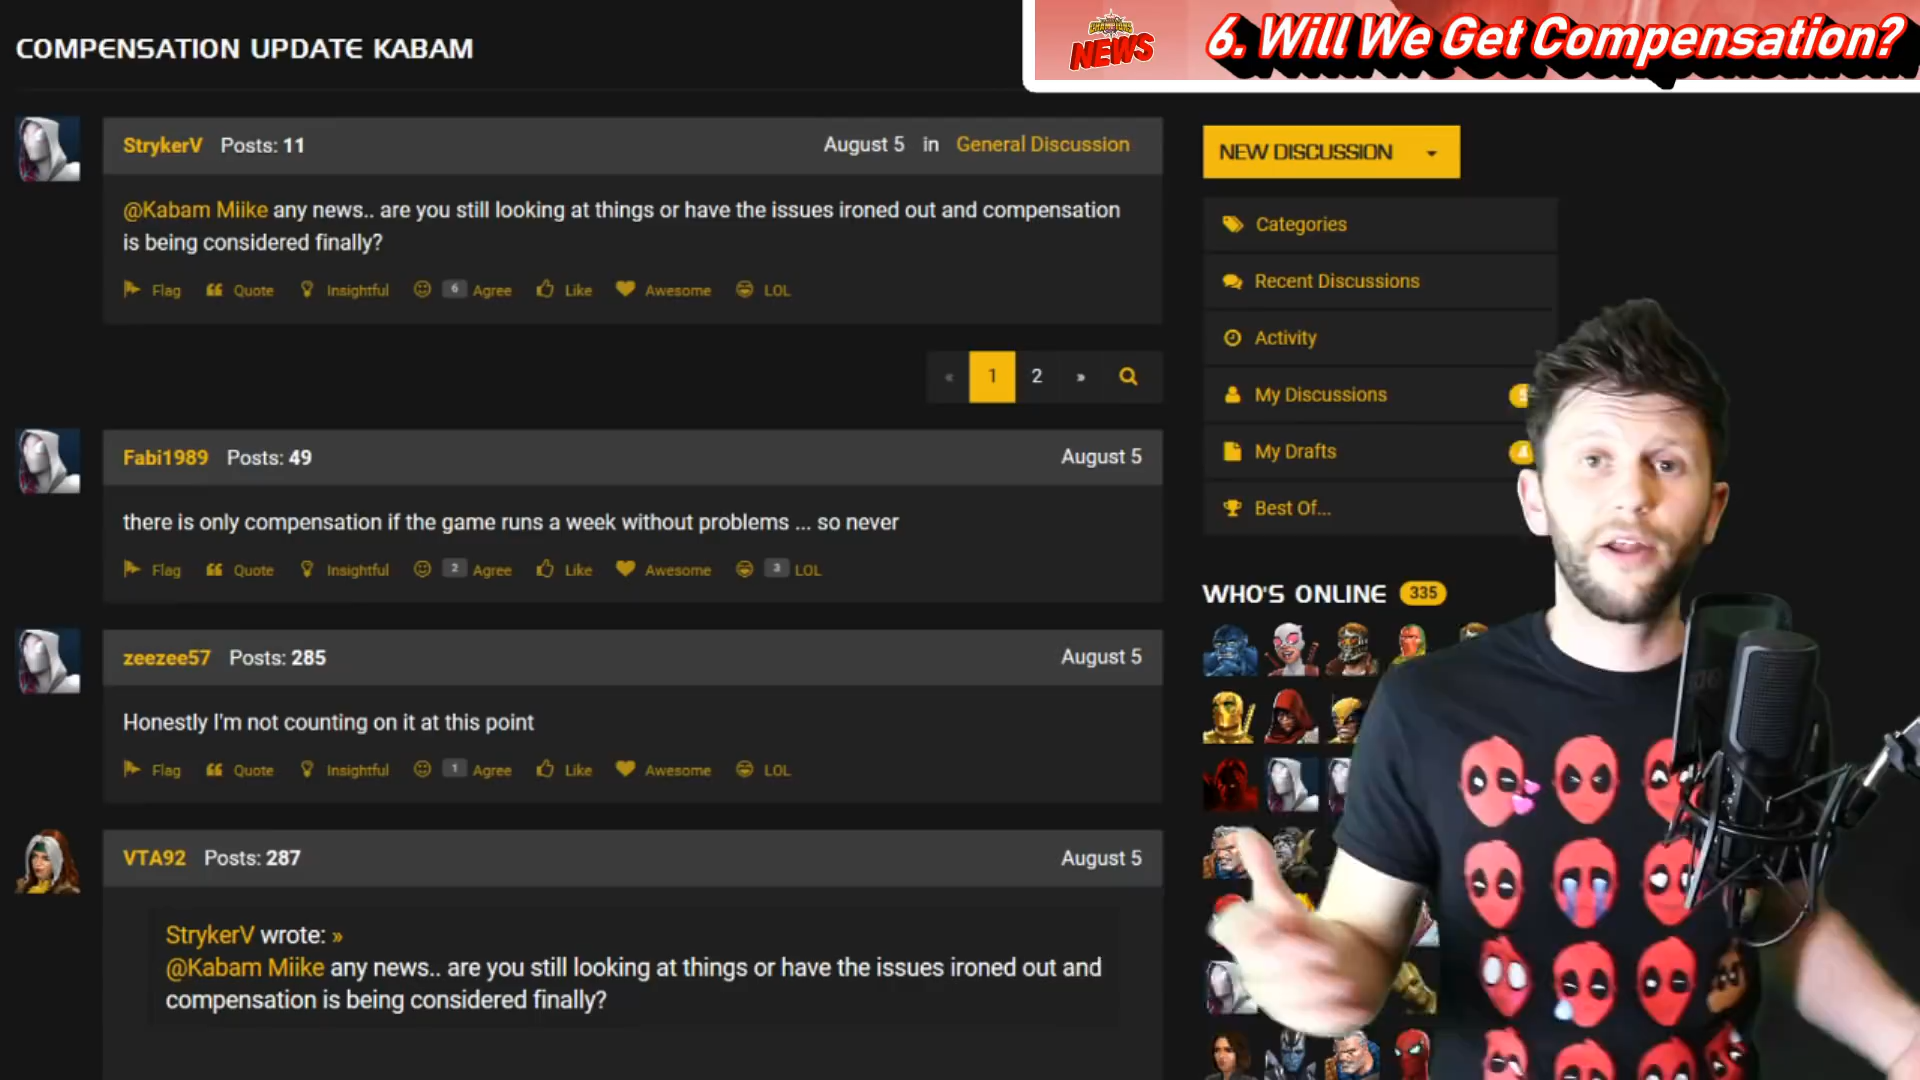 COMPENSATION UPDATE KABAM
CHAMPIONS
NEWS
6. Will We Get Compensation?
StrykerV Posts: 11 August 5 in General Discussion
@Kabam Miike any news.. are you still looking at things or have the issues ironed out and compensation
is being considered finally?
Flag Quote Insightful 6 Agree Like Awesome LOL
« 1 2 »
Fabi1989 Posts: 49 August 5
there is only compensation if the game runs a week without problems ... so never
Flag Quote Insightful 2 Agree Like Awesome 3 LOL
zeezee57 Posts: 285 August 5
Honestly I'm not counting on it at this point
Flag Quote Insightful 1 Agree Like Awesome LOL
VTA92 Posts: 287 August 5
StrykerV wrote: »
@Kabam Miike any news.. are you still looking at things or have the issues ironed out and
compensation is being considered finally?
NEW DISCUSSION
Categories
Recent Discussions
Activity
My Discussions
My Drafts
Best Of...
WHO'S ONLINE 335